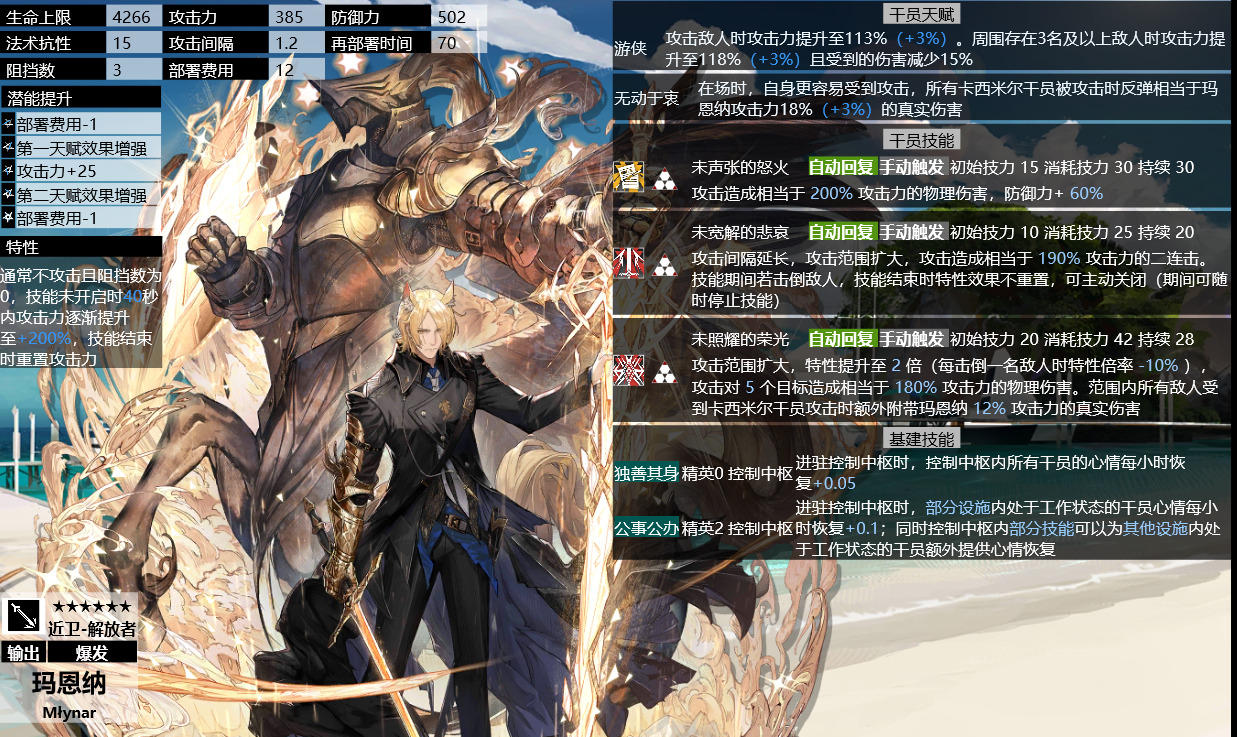 生命上限 4266 攻击力 385 防御力 502
法术抗性 15 攻击间隔 1.2 再部署时间 70
阻挡数 3 部署费用 12
潜能提升
部署费用-1
第一天赋效果增强
攻击力+25
第二天赋效果增强
部署费用-1
特性
通常不攻击且阻挡数为
0，技能未开启时40秒
内攻击力逐渐提升
至+200%，技能结束
时重置攻击力
★★★★★★
近卫-解放者
输出 爆发
玛恩纳
Młynar
干员天赋
游侠
攻击敌人时攻击力提升至113%（+3%）。周围存在3名及以上敌人时攻击力提
升至118%（+3%）且受到的伤害减少15%
无动于衷
在场时，自身更容易受到攻击，所有卡西米尔干员被攻击时反弹相当于玛
恩纳攻击力18%（+3%）的真实伤害
干员技能
未声张的怒火 自动回复 手动触发 初始技力 15 消耗技力 30 持续 30
攻击造成相当于 200% 攻击力的物理伤害，防御力+ 60%
未宽解的悲哀 自动回复 手动触发 初始技力 10 消耗技力 25 持续 20
攻击间隔延长，攻击范围扩大，攻击造成相当于 190% 攻击力的二连击。
技能期间若击倒敌人，技能结束时特性效果不重置，可主动关闭（期间可随
时停止技能）
未照耀的荣光 自动回复 手动触发 初始技力 20 消耗技力 42 持续 28
攻击范围扩大，特性提升至 2 倍（每击倒一名敌人时特性倍率 -10% ），
攻击对 5 个目标造成相当于 180% 攻击力的物理伤害。范围内所有敌人受
到卡西米尔干员攻击时额外附带玛恩纳 12% 攻击力的真实伤害
基建技能
独善其身 精英0 控制中枢
进驻控制中枢时，控制中枢内所有干员的心情每小时恢
复+0.05
公事公办 精英2 控制中枢
进驻控制中枢时，部分设施内处于工作状态的干员心情每小
时恢复+0.1；同时控制中枢内部分技能可以为其他设施内处
于工作状态的干员额外提供心情恢复